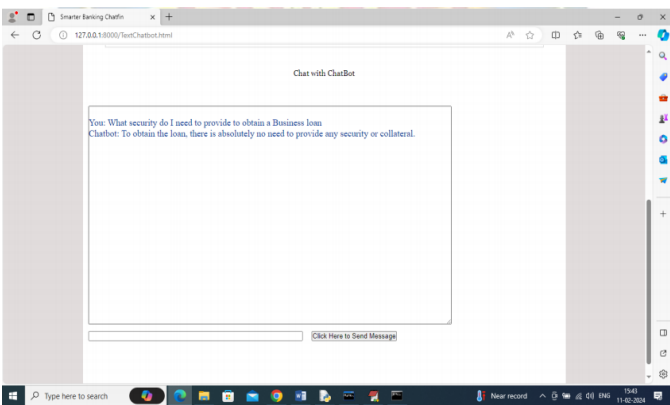 Smarter Banking Chatfin
127.0.0.1:8000/TextChatbot.html
Chat with ChatBot
You: What security do I need to provide to obtain a Business loan
Chatbot: To obtain the loan, there is absolutely no need to provide any security or collateral.
Click Here to Send Message
Type here to search
Near record
ENG
15:43
11-02-2024